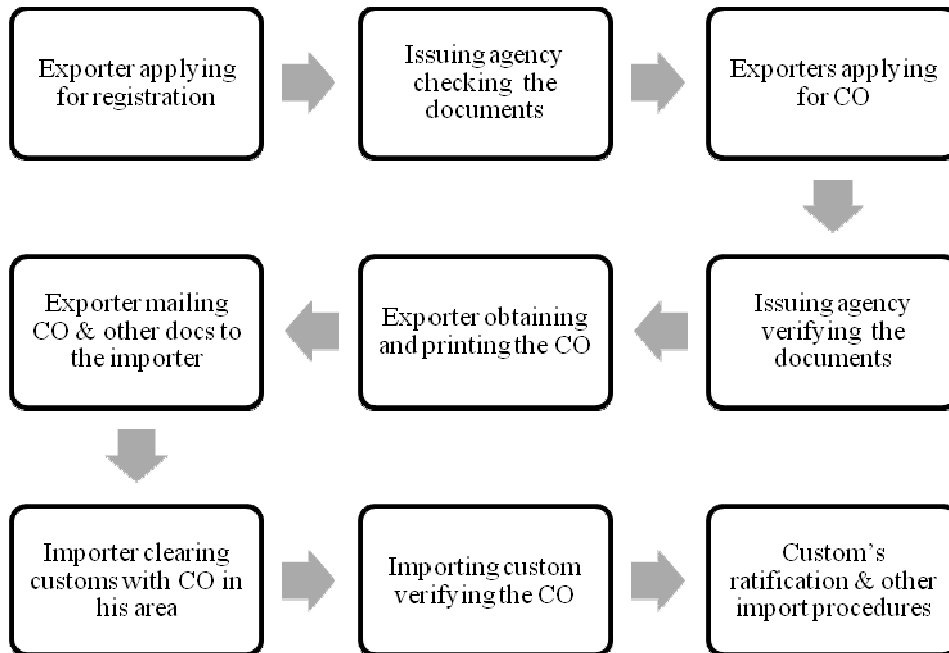 Exporter applying
for registration
Issuing agency
checking the
documents
Exporters applying
for CO
Issuing agency
verifying the
documents
Exporter obtaining
and printing the CO
Exporter mailing
CO & other docs to
the importer
Importer clearing
customs with CO in
his area
Importing custom
verifying the CO
Custom’s
ratification & other
import procedures